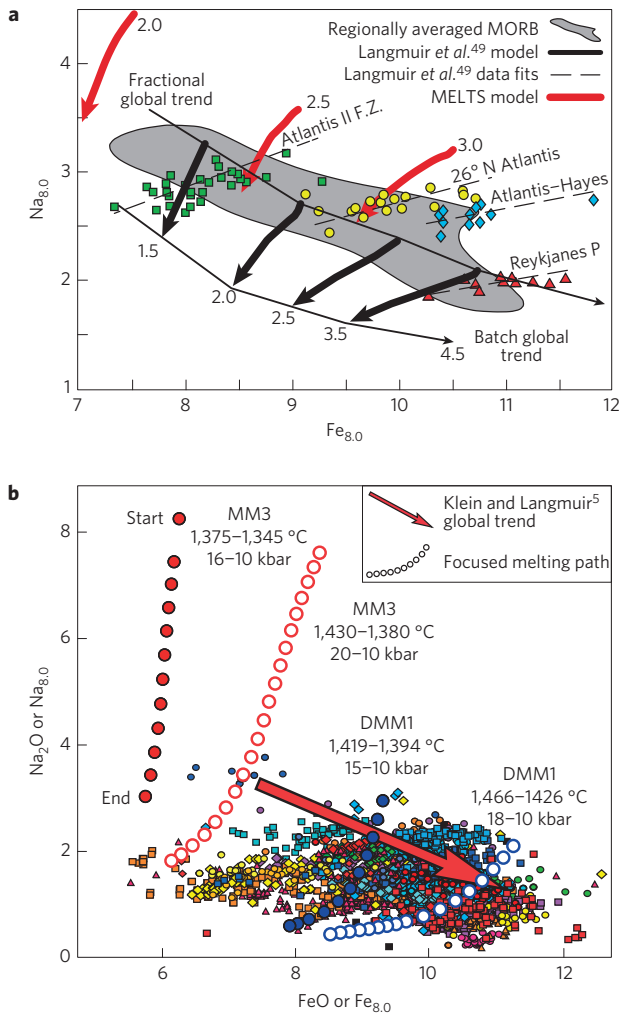 a
2.0
Regionally averaged MORB
Langmuir et al.49 model
Langmuir et al.49 data fits
MELTS model
Fractional
global trend
2.5
Atlantis II F.Z.
3.0
26° N Atlantis
Atlantis–Hayes
Reykjanes P
1.5
2.0
2.5
3.5
4.5
Batch global
trend
4
3
2
1
Na8.0
7
8
9
10
11
12
Fe8.0
b
Start
MM3
1,375–1,345 °C
16–10 kbar
Klein and Langmuir5
global trend
Focused melting path
MM3
1,430–1,380 °C
20–10 kbar
DMM1
1,419–1,394 °C
15–10 kbar
DMM1
1,466–1426 °C
18–10 kbar
End
8
6
4
2
0
Na2O or Na8.0
6
8
10
12
FeO or Fe8.0